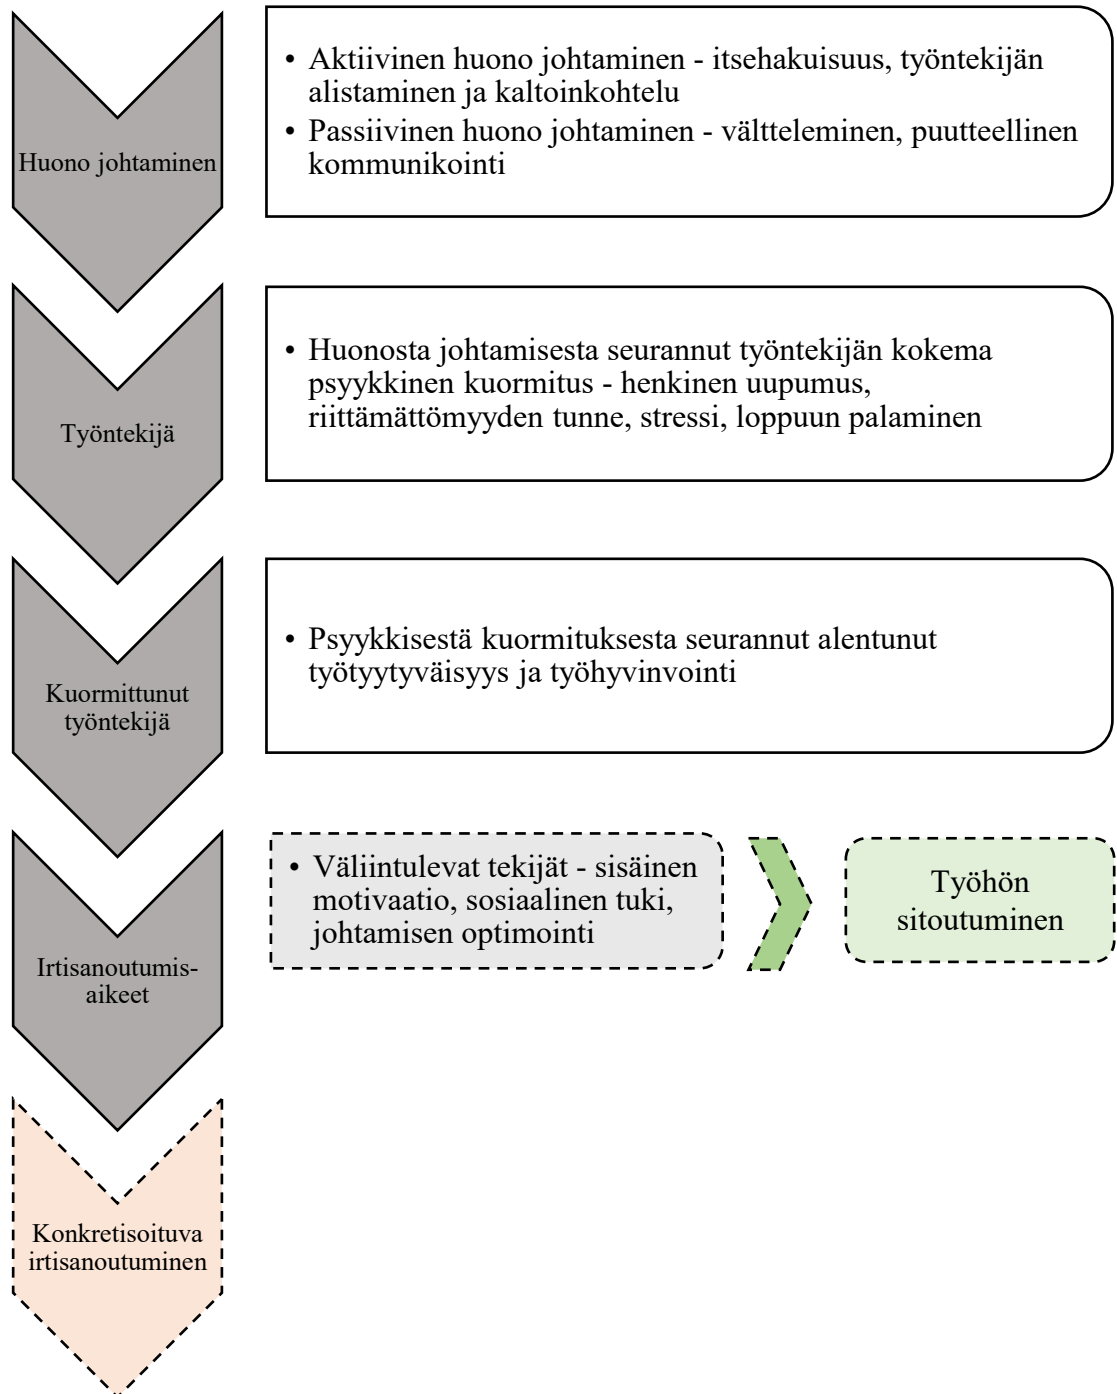 Huono johtaminen
• Aktiivinen huono johtaminen - itsehakuisuus, työntekijän
alistaminen ja kaltoinkohtelu
• Passiivinen huono johtaminen - vältteleminen, puutteellinen
kommunikointi
Työntekijä
• Huonosta johtamisesta seurannut työntekijän kokema
psyykkinen kuormitus - henkinen uupumus,
riittämättömyyden tunne, stressi, loppuun palaminen
Kuormittunut
työntekijä
• Psyykkisestä kuormituksesta seurannut alentunut
työtyytyväisyys ja työhyvinvointi
Irtisanoutumis-
aikeet
• Väliintulevat tekijät - sisäinen
motivaatio, sosiaalinen tuki,
johtamisen optimointi
Työhön
sitoutuminen
Konkretisoituva
irtisanoutuminen